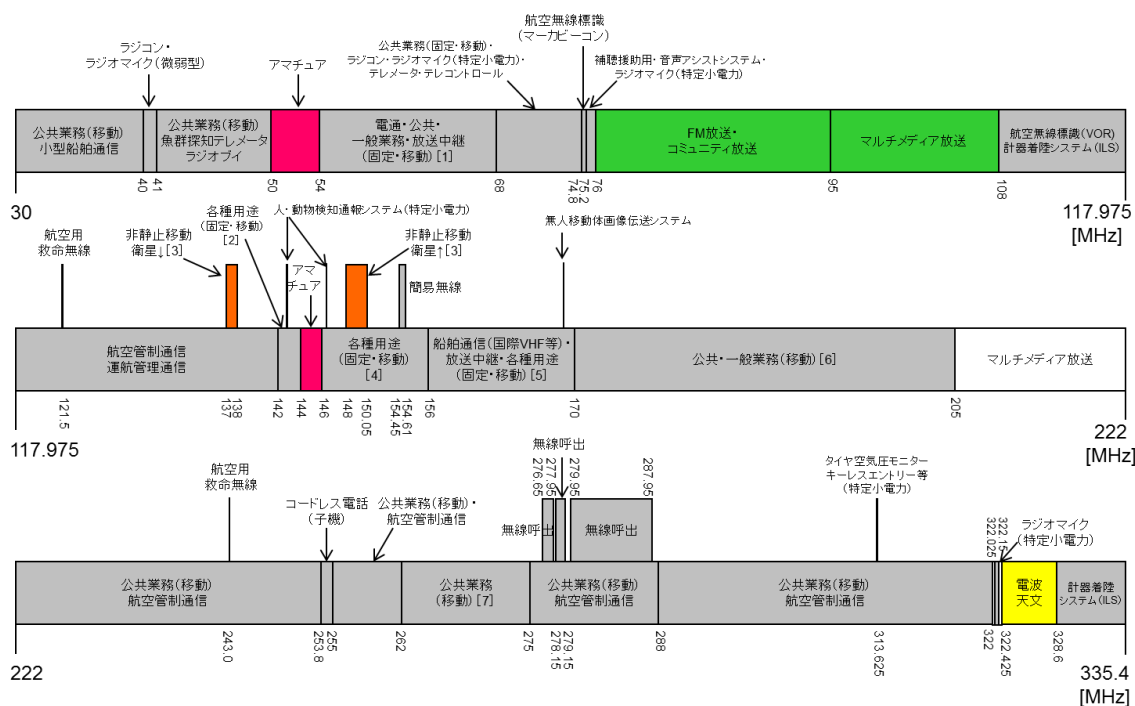 ラジコン・
ラジオマイク(微弱型)
アマチュア
公共業務(固定・移動)・
ラジコン・ラジオマイク(特定小電力)・
テレメータ・テレコントロール
航空無線標識
(マーカビーコン)
補聴援助用・音声アシストシステム・
ラジオマイク(特定小電力)
公共業務(移動)
小型船舶通信
公共業務(移動)
魚群探知テレメータ
ラジオブイ
電通・公共・
一般業務・放送中継
(固定・移動)[1]
FM放送・
コミュニティ放送
マルチメディア放送
航空無線標識(VOR)
計器着陸システム(ILS)
40
41
50
54
68
74.8
75.2
76
95
108
30
117.975
[MHz]
航空用
救命無線
非静止移動
衛星↓[3]
各種用途
(固定・移動)
[2]
人・動物検知通報システム(特定小電力)
アマ
チュア
非静止移動
衛星↑[3]
簡易無線
無人移動体画像伝送システム
航空管制通信
運航管理通信
各種用途
(固定・移動)
[4]
船舶通信(国際VHF等)・
放送中継・各種用途
(固定・移動)[5]
公共・一般業務(移動)[6]
マルチメディア放送
121.5
137
138
142
144
146
148
150.05
154.45
154.61
156
170
205
117.975
222
[MHz]
航空用
救命無線
コードレス電話
(子機)
公共業務(移動)・
航空管制通信
無線呼出
276.65
277.95
279.95
287.95
無線呼出
無線呼出
タイヤ空気圧モニター
キーレスエントリー等
(特定小電力)
322.025
322.15
ラジオマイク
(特定小電力)
公共業務(移動)
航空管制通信
公共業務
(移動)[7]
公共業務(移動)
航空管制通信
公共業務(移動)
航空管制通信
電波
天文
計器着陸
システム(ILS)
243.0
253.8
255
262
275
278.15
279.15
288
313.625
322
322.425
328.6
222
335.4
[MHz]